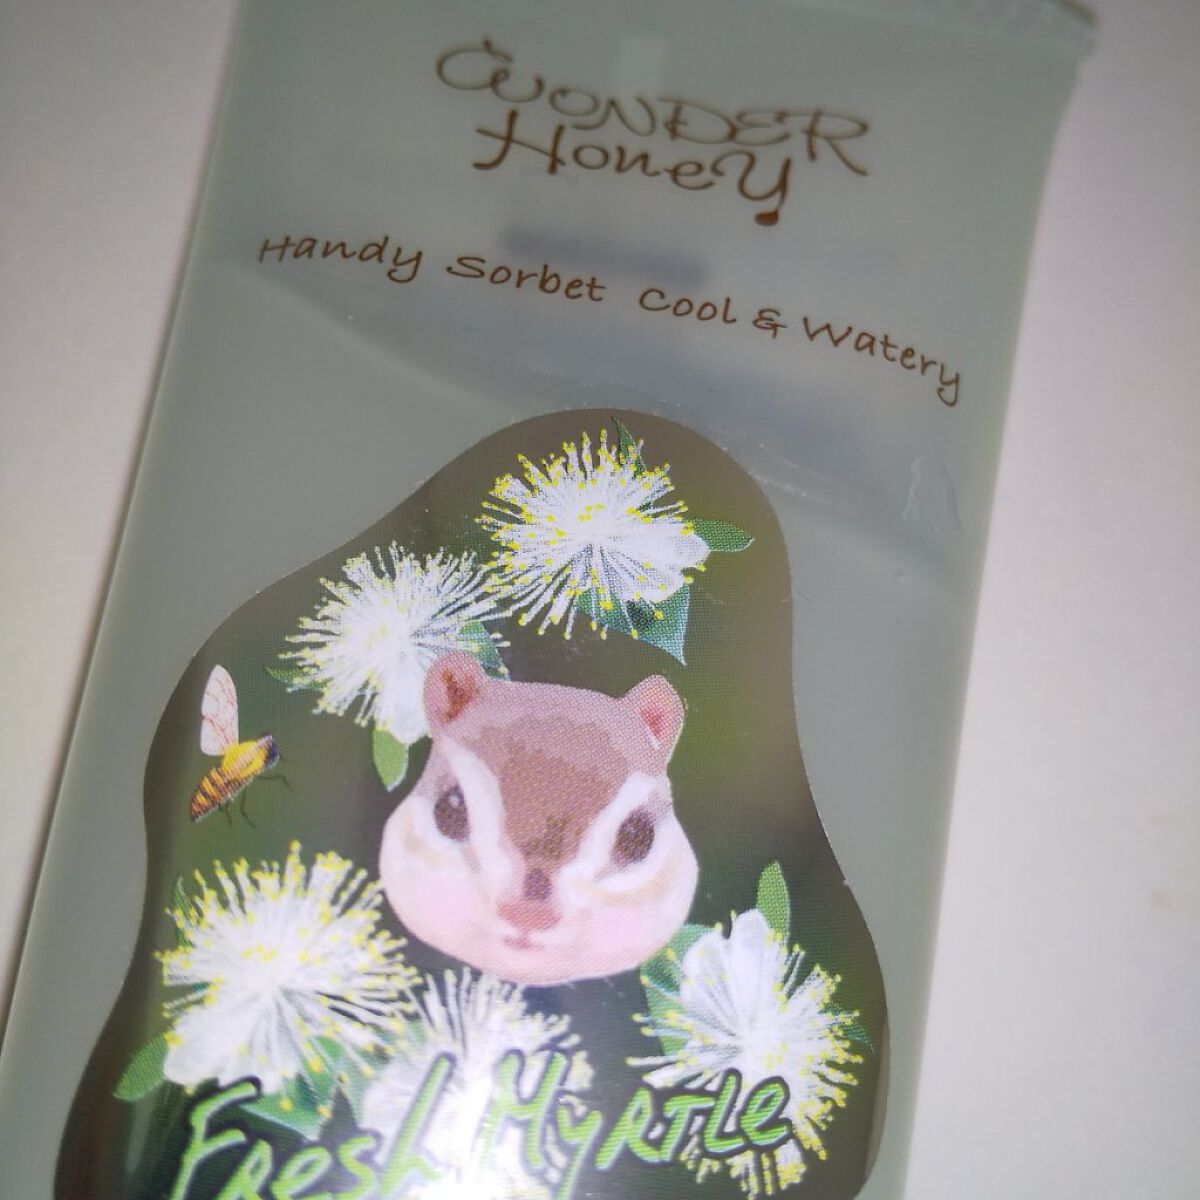 WONDER
Honey
Handy Sorbet Cool & Watery
Fresh Myrtle